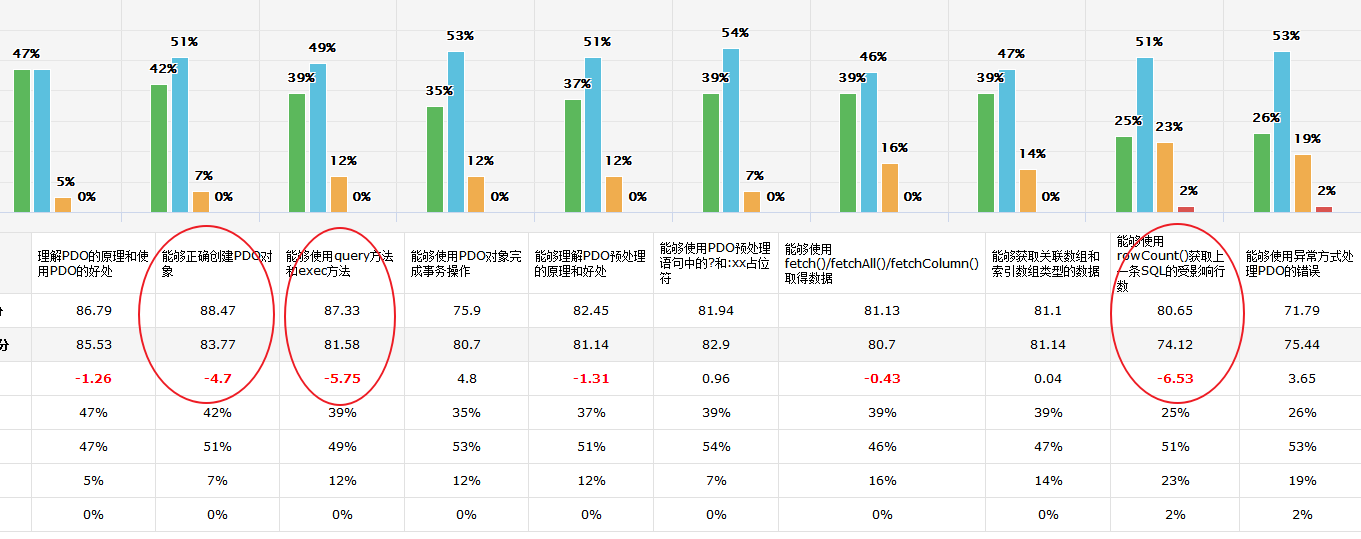 47% 5% 0%
42% 51% 7% 0%
39% 49% 12% 0%
35% 53% 12% 0%
37% 51% 12% 0%
39% 54% 7% 0%
39% 46% 16% 0%
39% 47% 14% 0%
25% 51% 23% 2%
26% 53% 19% 2%
理解PDO的原理和使
用PDO的好处
能够正确创建PDO对
象
能够使用query方法
和exec方法
能够使用PDO对象完
成事务操作
能够理解PDO预处理
的原理和好处
能够使用PDO预处理
语句中的?和:xx占位
符
能够使用
fetch()/fetchAll()/fetchColumn()
取得数据
能够获取关联数组和
索引数组类型的数据
能够使用
rowCount()获取上
一条SQL的受影响行
数
能够使用异常方式处
理PDO的错误
86.79 88.47 87.33 75.9 82.45 81.94 81.13 81.1 80.65 71.79
分 85.53 83.77 81.58 80.7 81.14 82.9 80.7 81.14 74.12 75.44
-1.26 -4.7 -5.75 4.8 -1.31 0.96 -0.43 0.04 -6.53 3.65
47% 42% 39% 35% 37% 39% 39% 39% 25% 26%
47% 51% 49% 53% 51% 54% 46% 47% 51% 53%
5% 7% 12% 12% 12% 7% 16% 14% 23% 19%
0% 0% 0% 0% 0% 0% 0% 0% 2% 2%